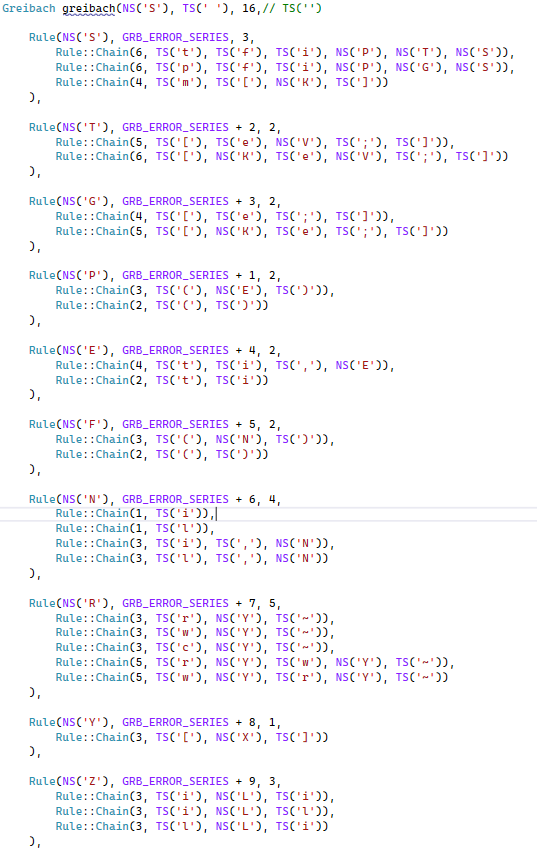 Greibach greibach(NS('S'), TS(' '), 16,// TS('')
Rule(NS('S'), GRB_ERROR_SERIES, 3,
Rule::Chain(6, TS('t'), TS('f'), TS('i'), NS('P'), NS('T'), NS('S')),
Rule::Chain(6, TS('p'), TS('f'), TS('i'), NS('P'), NS('G'), NS('S')),
Rule::Chain(4, TS('m'), TS('['), NS('K'), TS(']'))
),
Rule(NS('T'), GRB_ERROR_SERIES + 2, 2,
Rule::Chain(5, TS('['), TS('e'), NS('V'), TS(';'), TS(']')),
Rule::Chain(6, TS('['), NS('K'), TS('e'), NS('V'), TS(';'), TS(']'))
),
Rule(NS('G'), GRB_ERROR_SERIES + 3, 2,
Rule::Chain(4, TS('['), TS('e'), TS(';'), TS(']')),
Rule::Chain(5, TS('['), NS('K'), TS('e'), TS(';'), TS(']'))
),
Rule(NS('P'), GRB_ERROR_SERIES + 1, 2,
Rule::Chain(3, TS('('), NS('E'), TS(')')),
Rule::Chain(2, TS('('), TS(')'))
),
Rule(NS('E'), GRB_ERROR_SERIES + 4, 2,
Rule::Chain(4, TS('t'), TS('i'), TS(','), NS('E')),
Rule::Chain(2, TS('t'), TS('i'))
),
Rule(NS('F'), GRB_ERROR_SERIES + 5, 2,
Rule::Chain(3, TS('('), NS('N'), TS(')')),
Rule::Chain(2, TS('('), TS(')'))
),
Rule(NS('N'), GRB_ERROR_SERIES + 6, 4,
Rule::Chain(1, TS('i')),
Rule::Chain(1, TS('l')),
Rule::Chain(3, TS('i'), TS(','), NS('N')),
Rule::Chain(3, TS('l'), TS(','), NS('N'))
),
Rule(NS('R'), GRB_ERROR_SERIES + 7, 5,
Rule::Chain(3, TS('r'), NS('Y'), TS('~')),
Rule::Chain(3, TS('w'), NS('Y'), TS('~')),
Rule::Chain(3, TS('c'), NS('Y'), TS('~')),
Rule::Chain(5, TS('r'), NS('Y'), TS('w'), NS('Y'), TS('~')),
Rule::Chain(5, TS('w'), NS('Y'), TS('r'), NS('Y'), TS('~'))
),
Rule(NS('Y'), GRB_ERROR_SERIES + 8, 1,
Rule::Chain(3, TS('['), NS('X'), TS(']'))
),
Rule(NS('Z'), GRB_ERROR_SERIES + 9, 3,
Rule::Chain(3, TS('i'), NS('L'), TS('i')),
Rule::Chain(3, TS('i'), NS('L'), TS('l')),
Rule::Chain(3, TS('l'), NS('L'), TS('i'))
),